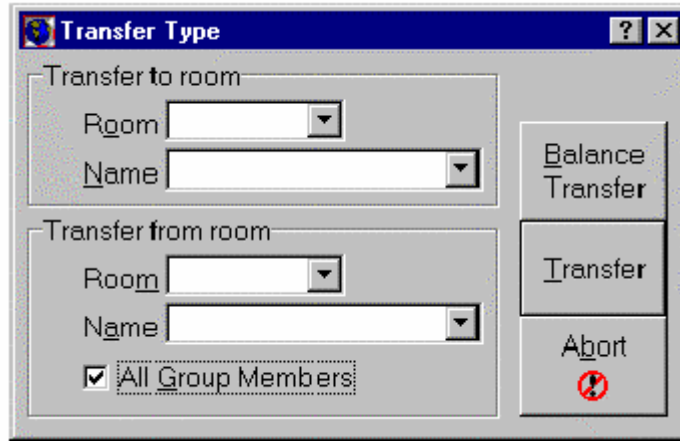 Transfer Type
Transfer to room
Room
Name
Balance
Transfer
Transfer from room
Room
Name
All Group Members
Transfer
Abort